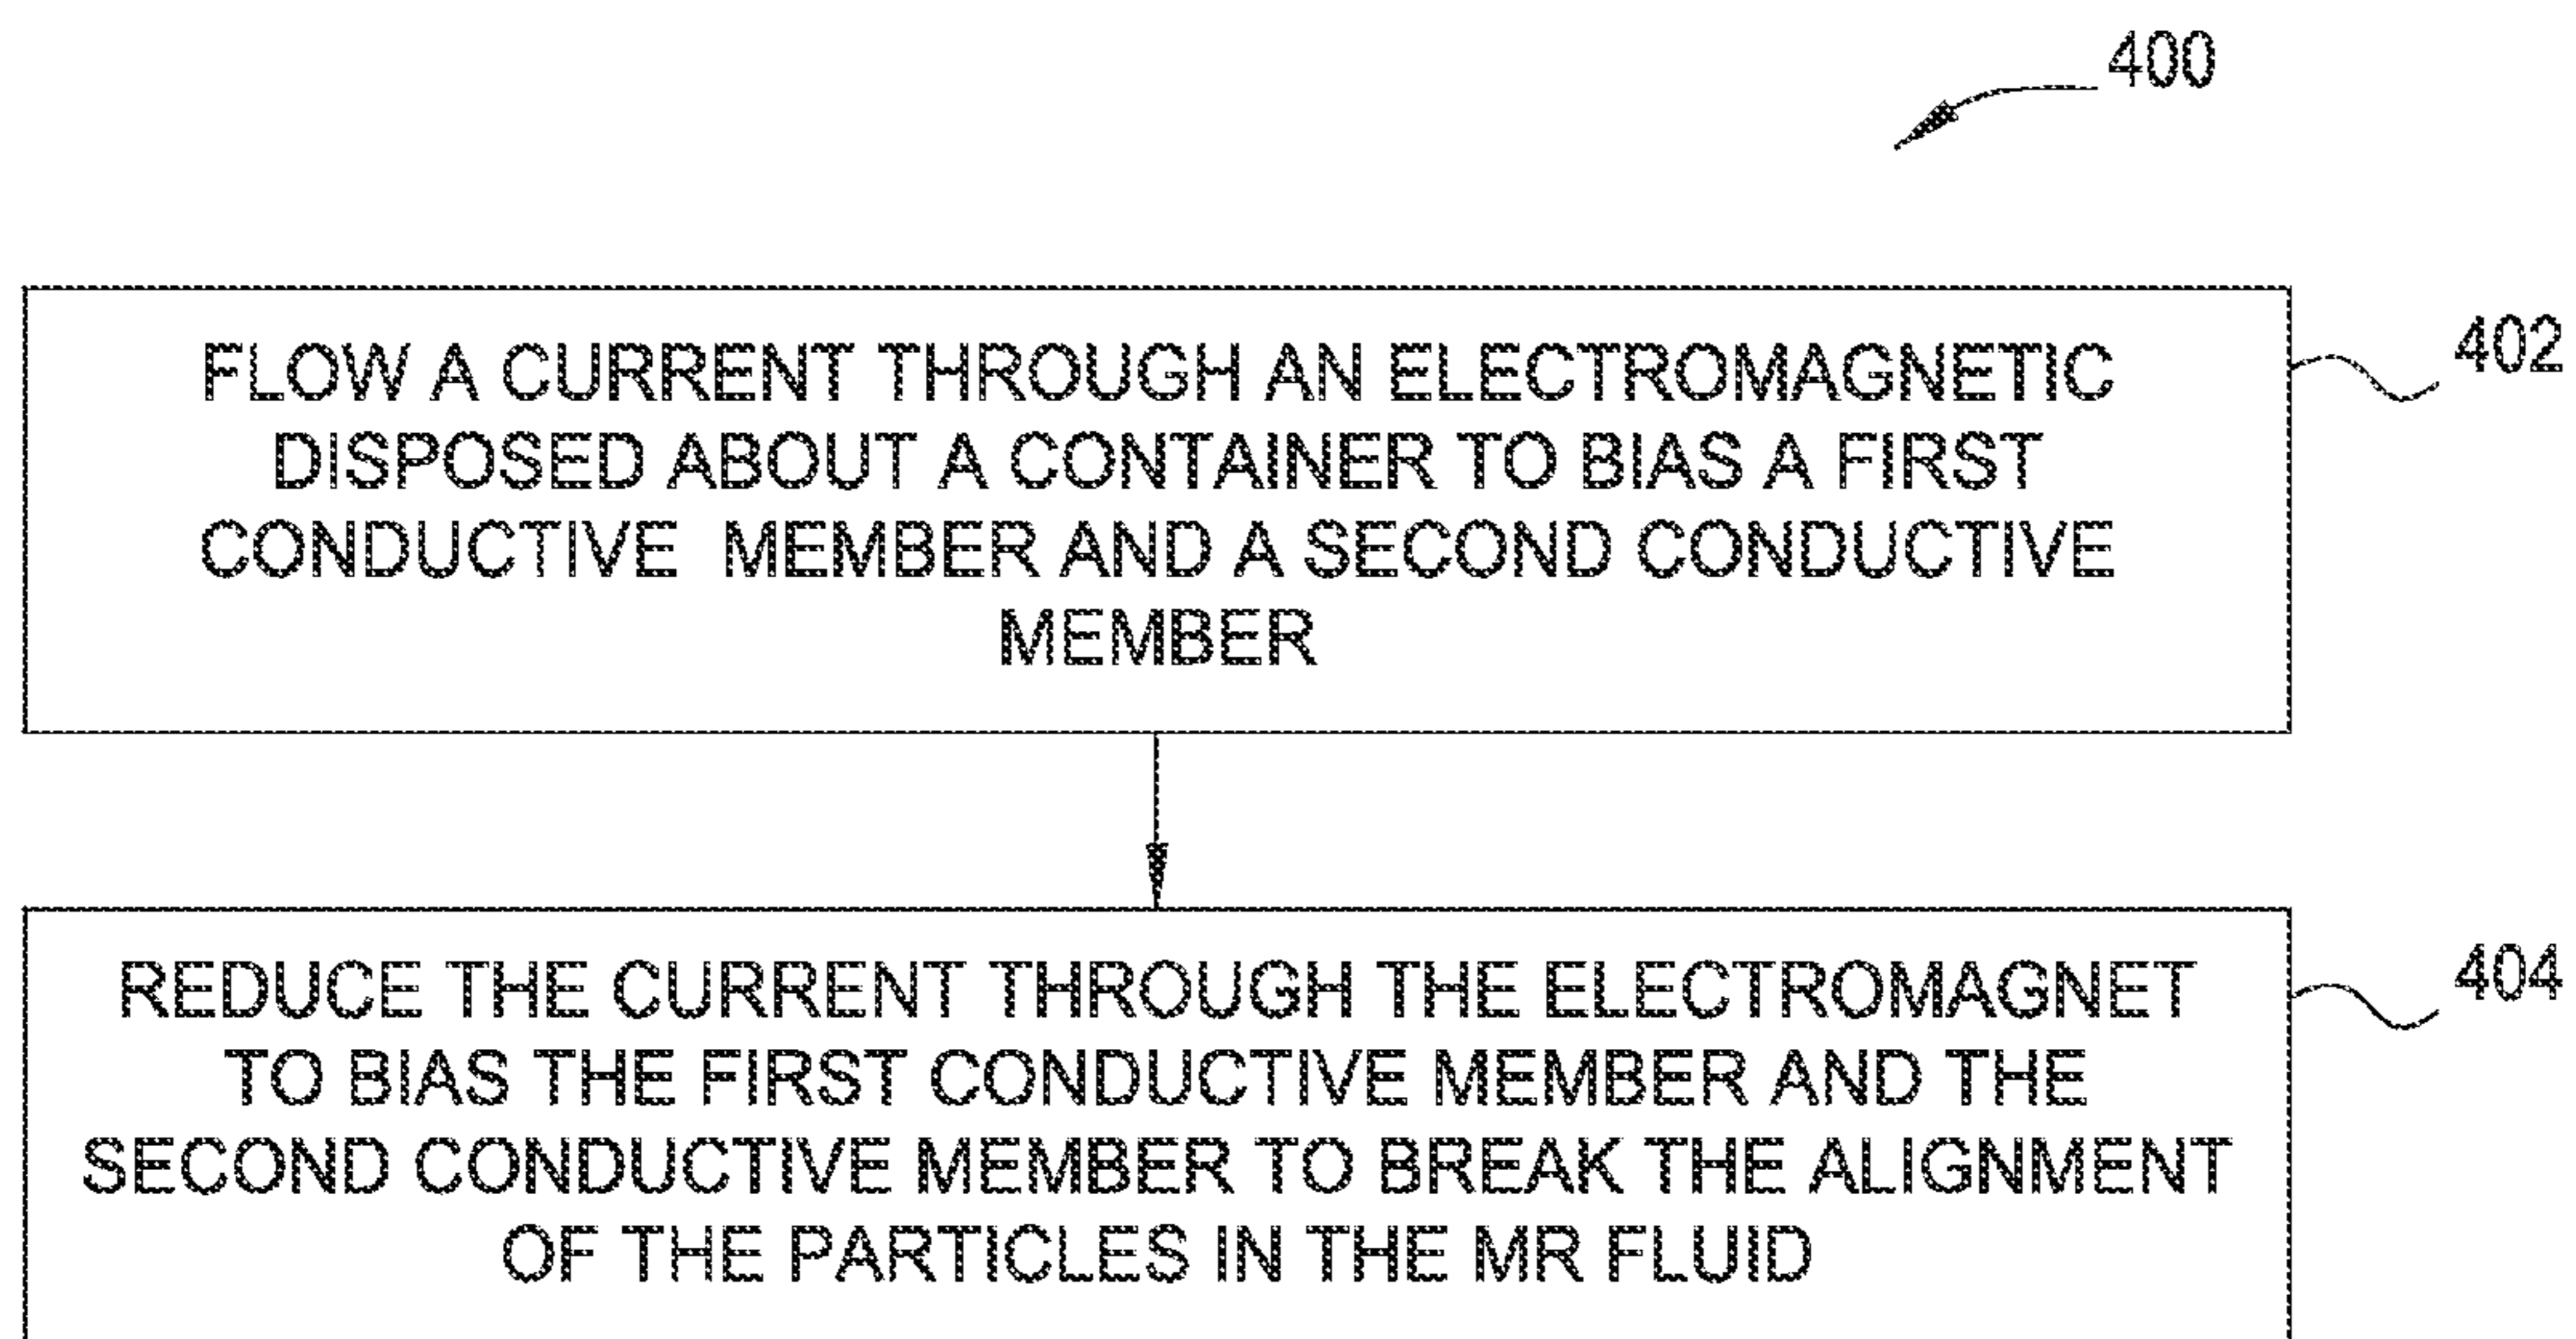 400
FLOW A CURRENT THROUGH AN ELECTROMAGNETIC
DISPOSED ABOUT A CONTAINER TO BIAS A FIRST
CONDUCTIVE MEMBER AND A SECOND CONDUCTIVE
MEMBER
402
REDUCE THE CURRENT THROUGH THE ELECTROMAGNET
TO BIAS THE FIRST CONDUCTIVE MEMBER AND THE
SECOND CONDUCTIVE MEMBER TO BREAK THE ALIGNMENT
OF THE PARTICLES IN THE MR FLUID
404